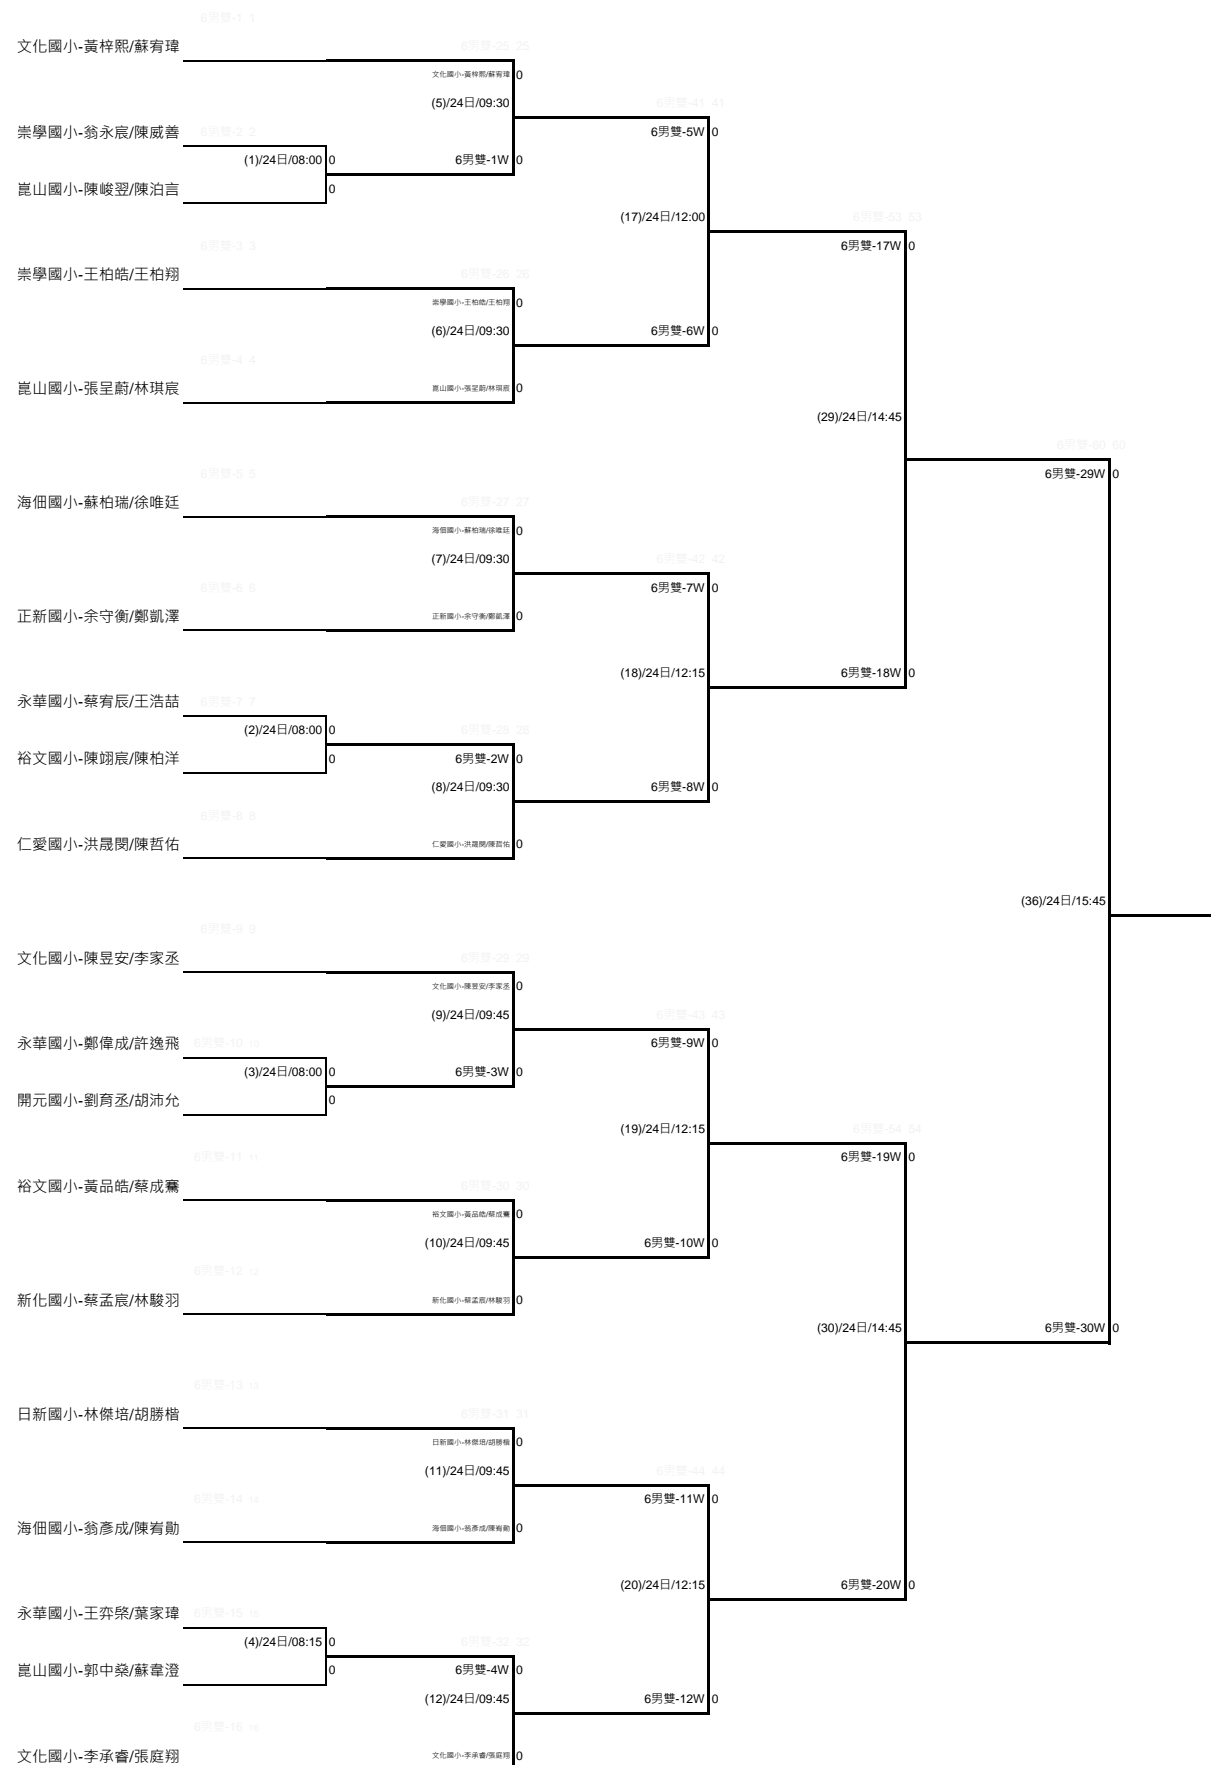 6男雙-1 1
文化國小-黃梓熙/蘇宥瑋
6男雙-25 25
文化國小-黃梓熙/蘇宥瑋 0
(5)/24日/09:30
6男雙-41 41
崇學國小-翁永宸/陳威善
6男雙-2 2
6男雙-5W 0
(1)/24日/08:00 0
6男雙-1W 0
崑山國小-陳峻翌/陳泊言
0
(17)/24日/12:00
6男雙-53 53
6男雙-3 3
6男雙-17W 0
崇學國小-王柏皓/王柏翔
6男雙-26 26
崇學國小-王柏皓/王柏翔 0
(6)/24日/09:30
6男雙-6W 0
6男雙-4 4
崑山國小-張呈蔚/林琪宸
崑山國小-張呈蔚/林琪宸 0
(29)/24日/14:45
6男雙-60 60
6男雙-5 5
6男雙-29W 0
海佃國小-蘇柏瑞/徐唯廷
6男雙-27 27
海佃國小-蘇柏瑞/徐唯廷 0
(7)/24日/09:30
6男雙-42 42
6男雙-6 6
6男雙-7W 0
正新國小-余守衡/鄭凱澤
正新國小-余守衡/鄭凱澤 0
(18)/24日/12:15
6男雙-18W 0
永華國小-蔡宥辰/王浩喆
6男雙-7 7
(2)/24日/08:00 0
6男雙-28 28
裕文國小-陳翊宸/陳柏洋
0
6男雙-2W 0
(8)/24日/09:30
6男雙-8W 0
6男雙-8 8
仁愛國小-洪晟閔/陳哲佑
仁愛國小-洪晟閔/陳哲佑 0
(36)/24日/15:45
6男雙-9 9
文化國小-陳昱安/李家丞
6男雙-29 29
文化國小-陳昱安/李家丞 0
(9)/24日/09:45
6男雙-43 43
永華國小-鄭偉成/許逸飛
6男雙-10 10
6男雙-9W 0
(3)/24日/08:00 0
6男雙-3W 0
開元國小-劉育丞/胡沛允
0
(19)/24日/12:15
6男雙-54 54
6男雙-11 11
6男雙-19W 0
裕文國小-黃品皓/蔡成騫
6男雙-30 30
裕文國小-黃品皓/蔡成騫 0
(10)/24日/09:45
6男雙-10W 0
6男雙-12 12
新化國小-蔡孟宸/林駿羽
新化國小-蔡孟宸/林駿羽 0
(30)/24日/14:45
6男雙-30W 0
6男雙-13 13
日新國小-林傑培/胡勝楷
6男雙-31 31
日新國小-林傑培/胡勝楷 0
(11)/24日/09:45
6男雙-44 44
6男雙-14 14
6男雙-11W 0
海佃國小-翁彥成/陳宥勛
海佃國小-翁彥成/陳宥勛 0
(20)/24日/12:15
6男雙-20W 0
永華國小-王弈棨/葉家瑋
6男雙-15 15
(4)/24日/08:15 0
6男雙-32 32
崑山國小-郭中燊/蘇韋澄
0
6男雙-4W 0
(12)/24日/09:45
6男雙-12W 0
6男雙-16 16
文化國小-李承睿/張庭翔
文化國小-李承睿/張庭翔 0